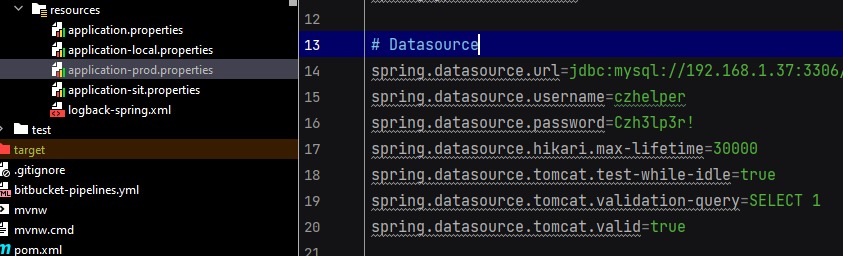 resources
application.properties
application-local.properties
application-prod.properties
application-sit.properties
logback-spring.xml
test
target
.gitignore
bitbucket-pipelines.yml
mvnw
mvnw.cmd
pom.xml
12
13 # Datasource
14 spring.datasource.url=jdbc:mysql://192.168.1.37:3306/
15 spring.datasource.username=czhelper
16 spring.datasource.password=Czh3lp3r!
17 spring.datasource.hikari.max-lifetime=30000
18 spring.datasource.tomcat.test-while-idle=true
19 spring.datasource.tomcat.validation-query=SELECT 1
20 spring.datasource.tomcat.valid=true
21